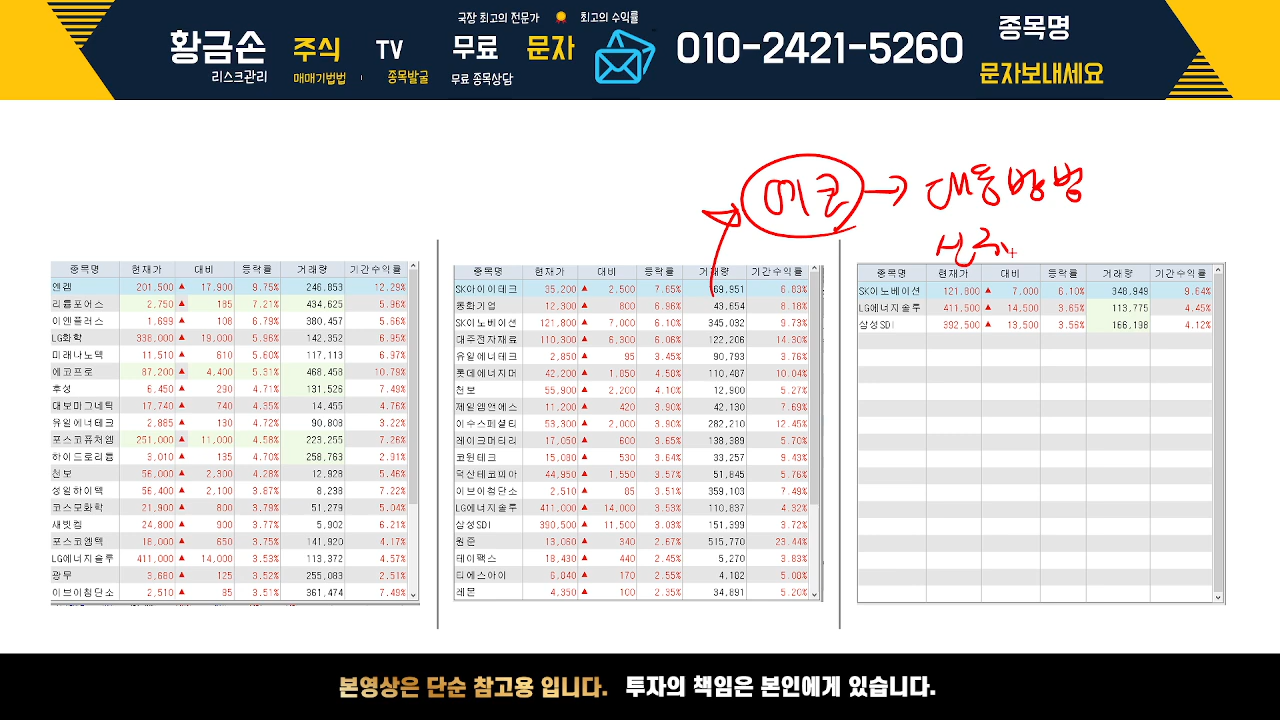 국장 최고의 전문가 최고의 수익률
황금손 주식 TV 무료 문자 010-2421-5260 종목명
리스크관리 매매기법법 종목발굴 무료 종목상담 문자보내세요
에코 → 대동방법
종목명 현재가 대비 등락률 거래량 기간수익률
엔켐 201,500 ▲ 17,900 9.75% 246,853 12.29%
리튬포어스 2,750 ▲ 185 7.21% 434,625 5.96%
이엔플러스 1,699 ▲ 108 6.79% 380,457 5.66%
LG화학 338,000 ▲ 19,000 5.96% 142,352 6.95%
미래나노텍 11,510 ▲ 610 5.60% 117,113 6.97%
에코프로 87,200 ▲ 4,400 5.31% 468,458 10.79%
후성 6,450 ▲ 290 4.71% 131,526 7.49%
대보마그네틱 17,740 ▲ 740 4.35% 14,455 4.76%
유일에너테크 2,885 ▲ 130 4.72% 90,808 3.22%
포스코퓨처엠 251,000 ▲ 11,000 4.58% 223,255 7.26%
하이드로리튬 3,010 ▲ 135 4.70% 258,763 2.91%
천보 56,000 ▲ 2,300 4.28% 12,928 5.46%
성일하이텍 56,400 ▲ 2,100 3.87% 8,238 7.22%
코스모화학 21,900 ▲ 800 3.79% 51,279 5.04%
새빗켐 24,800 ▲ 900 3.77% 5,902 6.21%
포스코엠텍 18,000 ▲ 650 3.75% 141,920 4.17%
LG에너지솔루 411,000 ▲ 14,000 3.53% 113,372 4.57%
광무 3,680 ▲ 125 3.52% 255,083 2.51%
이브이첨단소 2,510 ▲ 85 3.51% 361,474 7.49%
종목명 현재가 대비 등락률 거래량 기간수익률
SK아이이테크 35,200 ▲ 2,500 7.65% 69,951 6.83%
동화기업 12,300 ▲ 800 6.96% 43,654 8.18%
SK이노베이션 121,800 ▲ 7,000 6.10% 345,032 9.73%
대주전자재료 110,300 ▲ 6,300 6.06% 122,206 14.30%
유일에너테크 2,850 ▲ 95 3.45% 90,793 3.76%
롯데에너지머 42,200 ▲ 1,850 4.58% 110,487 10.04%
천보 55,900 ▲ 2,200 4.10% 12,900 5.27%
제일엠앤에스 11,200 ▲ 420 3.90% 42,130 7.69%
이수스페셜티 53,300 ▲ 2,000 3.90% 282,210 12.45%
레이크머티리 17,050 ▲ 600 3.65% 138,389 5.70%
코윈테크 15,080 ▲ 530 3.64% 33,257 9.43%
덕산테코피아 44,950 ▲ 1,550 3.57% 51,845 5.76%
이브이첨단소 2,510 ▲ 85 3.51% 359,103 7.49%
LG에너지솔루 411,000 ▲ 14,000 3.53% 110,837 4.32%
삼성SDI 390,500 ▲ 11,500 3.03% 151,399 3.72%
원준 13,060 ▲ 340 2.67% 515,770 23.44%
테이팩스 18,430 ▲ 440 2.45% 5,270 3.83%
티에스아이 6,840 ▲ 170 2.55% 4,182 5.08%
레몬 4,350 ▲ 100 2.35% 34,891 5.20%
종목명 현재가 대비 등락률 거래량 기간수익률
SK이노베이션 121,800 ▲ 7,000 6.10% 348,949 9.64%
LG에너지솔루 411,500 ▲ 14,500 3.65% 113,775 4.45%
삼성SDI 392,500 ▲ 13,500 3.56% 166,198 4.12%
본영상은 단순 참고용 입니다. 투자의 책임은 본인에게 있습니다.